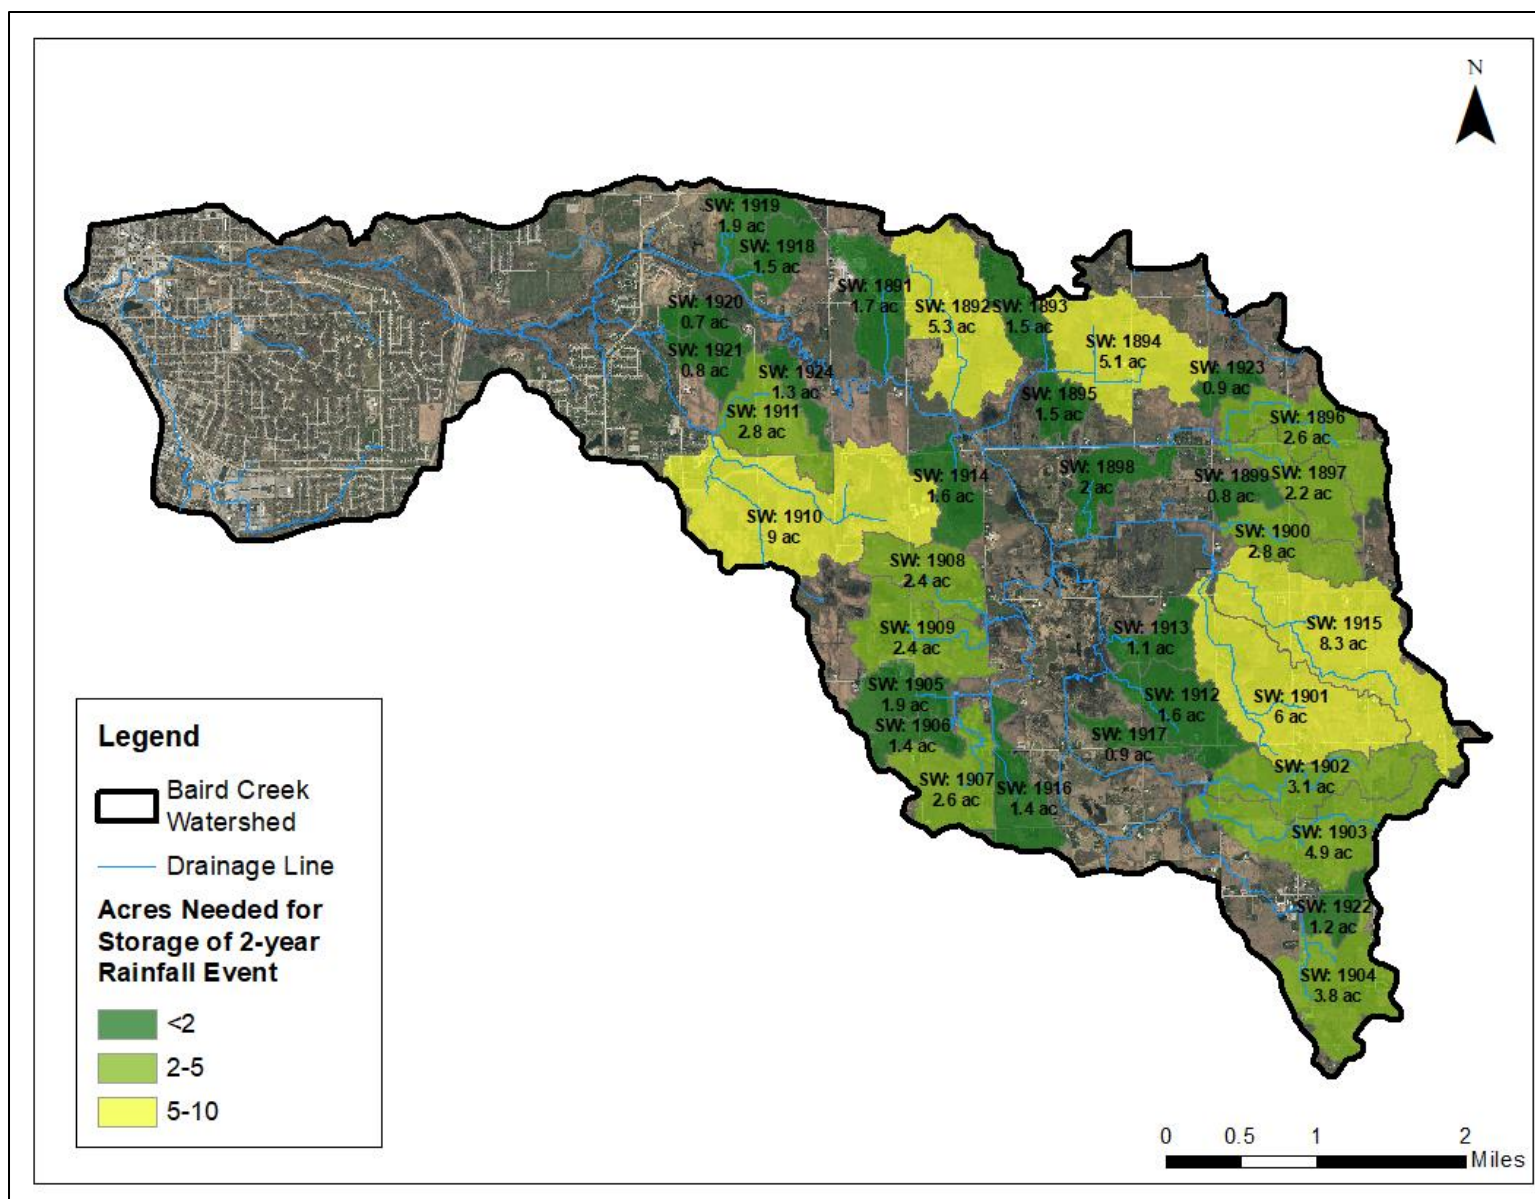 N
SW: 1919
1.9 ac
SW: 1918
1.5 ac
SW: 1891
1.7 ac
SW: 1920
0.7 ac
SW: 1892
5.3 ac
SW: 1893
1.5 ac
SW: 1894
5.1 ac
SW: 1921
0.8 ac
SW: 1924
1.3 ac
SW: 1923
0.9 ac
SW: 1895
1.5 ac
SW: 1911
2.8 ac
SW: 1896
2.6 ac
SW: 1914
1.6 ac
SW: 1898
2 ac
SW: 1899
0.8 ac
SW: 1897
2.2 ac
SW: 1910
9 ac
SW: 1900
2.8 ac
SW: 1908
2.4 ac
SW: 1909
2.4 ac
SW: 1913
1.1 ac
SW: 1915
8.3 ac
SW: 1905
1.9 ac
SW: 1912
1.6 ac
SW: 1901
6 ac
SW: 1906
1.4 ac
SW: 1917
0.9 ac
SW: 1907
2.6 ac
SW: 1916
1.4 ac
SW: 1902
3.1 ac
SW: 1903
4.9 ac
SW: 1922
1.2 ac
SW: 1904
3.8 ac
Legend
Baird Creek
Watershed
Drainage Line
Acres Needed for
Storage of 2-year
Rainfall Event
<2
2-5
5-10
0 0.5 1 2
Miles